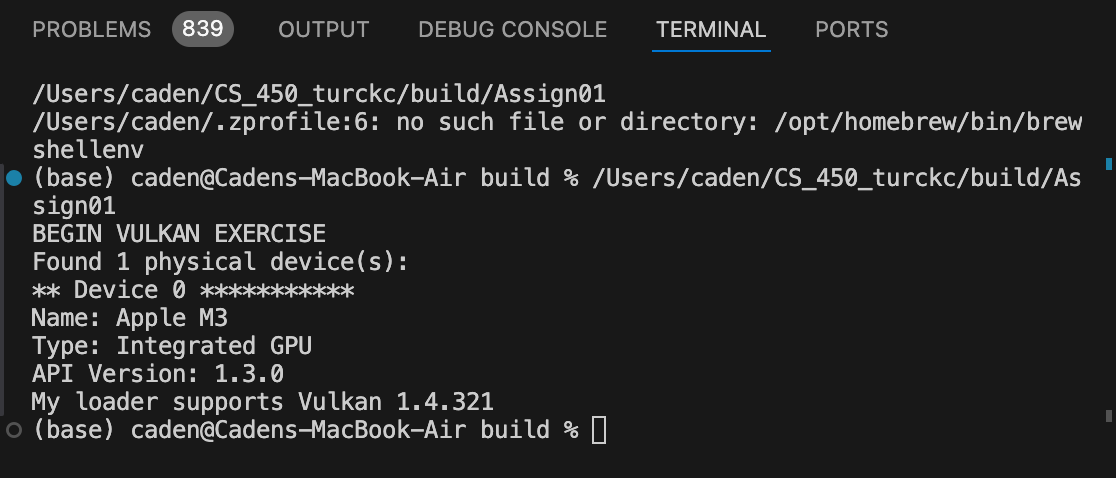 PROBLEMS 839 OUTPUT DEBUG CONSOLE TERMINAL PORTS
/Users/caden/CS_450_turckc/build/Assign01
/Users/caden/.zprofile:6: no such file or directory: /opt/homebrew/bin/brew
shellenv
(base) caden@Cadens-MacBook-Air build % /Users/caden/CS_450_turckc/build/As
sign01
BEGIN VULKAN EXERCISE
Found 1 physical device(s):
** Device 0 ***********
Name: Apple M3
Type: Integrated GPU
API Version: 1.3.0
My loader supports Vulkan 1.4.321
(base) caden@Cadens-MacBook-Air build %